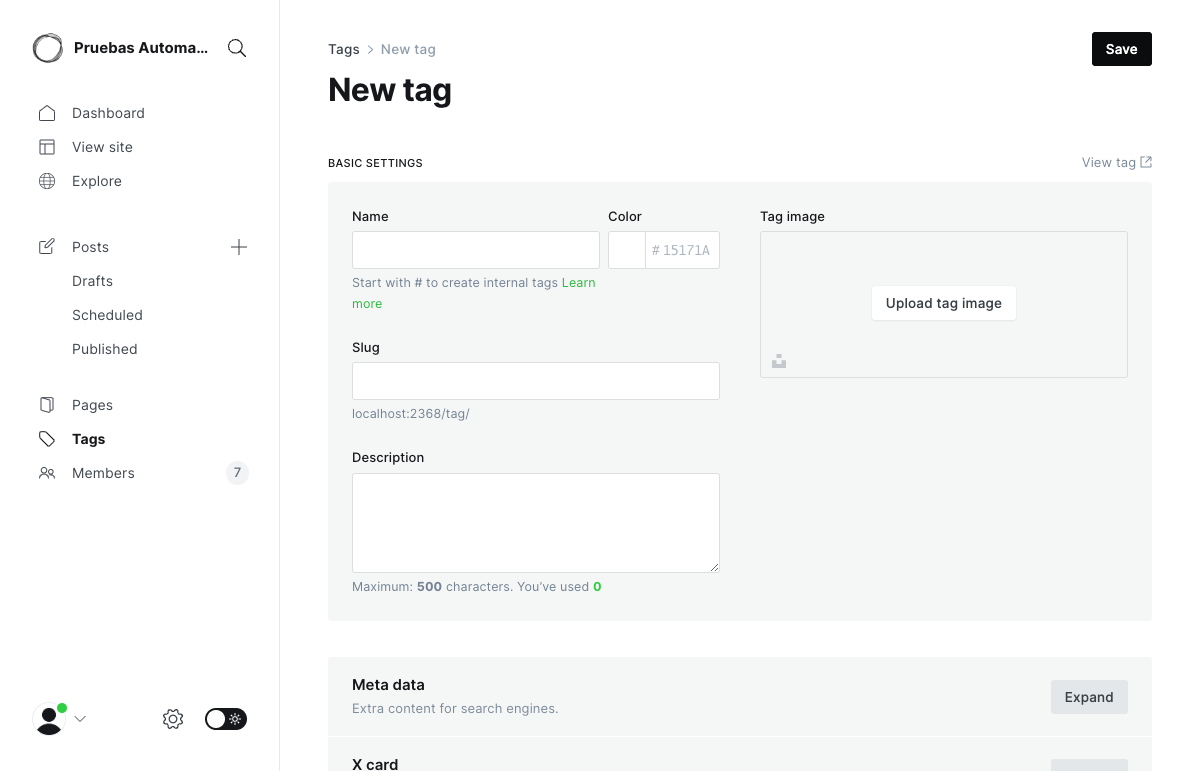 Pruebas Automa...
Dashboard
View site
Explore
Posts
Drafts
Scheduled
Published
Pages
Tags
Members 7
Tags > New tag
Save
New tag
BASIC SETTINGS
View tag
Name
Color
Tag image
# 15171A
Start with # to create internal tags Learn
more
Upload tag image
Slug
localhost:2368/tag/
Description
Maximum: 500 characters. You’ve used 0
Meta data
Extra content for search engines.
Expand
X card